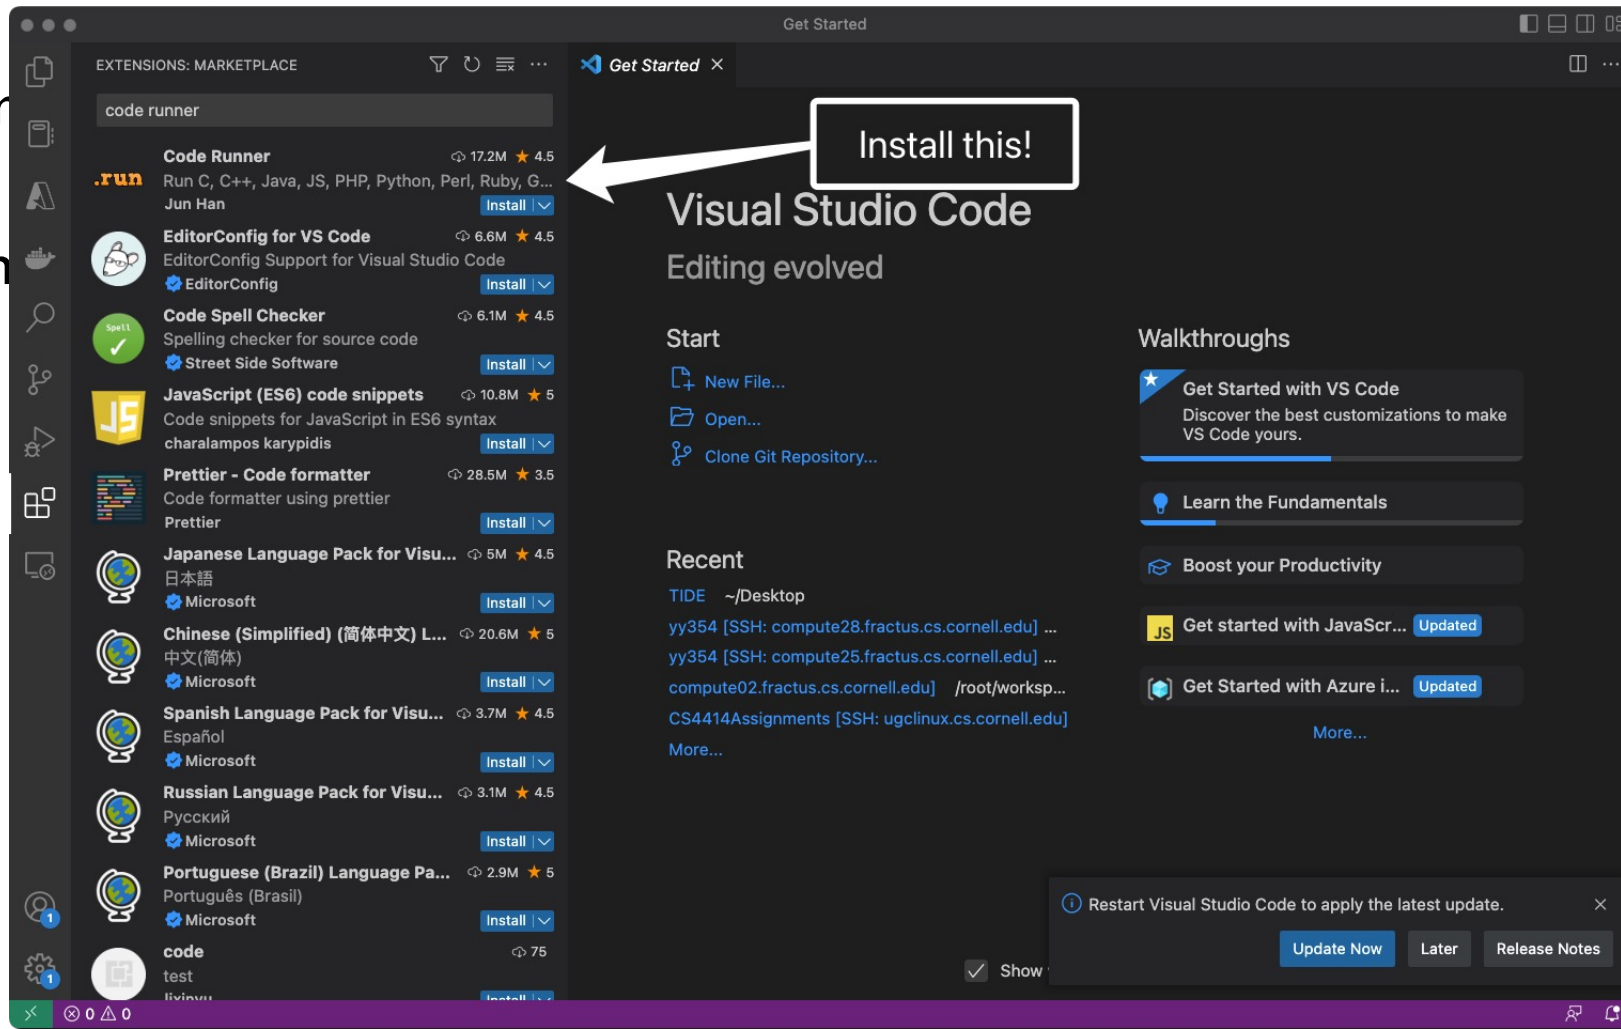 Get Started
EXTENSIONS: MARKETPLACE
Get Started
code runner
Install this!
.run
Code Runner
17.2M ★ 4.5
Run C, C++, Java, JS, PHP, Python, Perl, Ruby, G...
Jun Han
Install
EditorConfig for VS Code
6.6M ★ 4.5
EditorConfig Support for Visual Studio Code
EditorConfig
Install
Spell
Code Spell Checker
6.1M ★ 4.5
Spelling checker for source code
Street Side Software
Install
JS
JavaScript (ES6) code snippets
10.8M ★ 5
Code snippets for JavaScript in ES6 syntax
charalampos karypidis
Install
Prettier - Code formatter
28.5M ★ 3.5
Code formatter using prettier
Prettier
Install
Japanese Language Pack for Visu...
5M ★ 4.5
日本語
Microsoft
Install
Chinese (Simplified) (简体中文) L...
20.6M ★ 5
中文(简体)
Microsoft
Install
Spanish Language Pack for Visu...
3.7M ★ 4.5
Español
Microsoft
Install
Russian Language Pack for Visu...
3.1M ★ 4.5
Русский
Microsoft
Install
Portuguese (Brazil) Language Pa...
2.9M ★ 5
Português (Brasil)
Microsoft
Install
code
75
test
lixinyu
Install
Visual Studio Code
Editing evolved
Start
New File...
Open...
Clone Git Repository...
Recent
TIDE ~/Desktop
yy354 [SSH: compute28.fractus.cs.cornell.edu] ...
yy354 [SSH: compute25.fractus.cs.cornell.edu] ...
compute02.fractus.cs.cornell.edu] /root/worksp...
CS4414Assignments [SSH: ugclinux.cs.cornell.edu]
More...
Walkthroughs
Get Started with VS Code
Discover the best customizations to make
VS Code yours.
Learn the Fundamentals
Boost your Productivity
JS
Get started with JavaScr... Updated
Get Started with Azure i... Updated
More...
Restart Visual Studio Code to apply the latest update.
Update Now
Later
Release Notes
Show
1
1
0
0